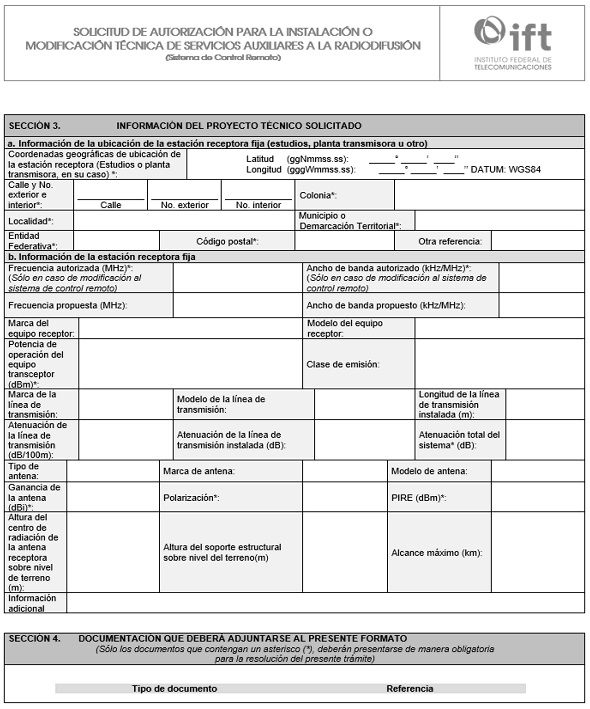 SOLICITUD DE AUTORIZACIÓN PARA LA INSTALACIÓN O
MODIFICACIÓN TÉCNICA DE SERVICIOS AUXILIARES A LA RADIODIFUSIÓN
(Sistema de Control Remoto)
ift
INSTITUTO FEDERAL DE
TELECOMUNICACIONES
SECCIÓN 3. INFORMACIÓN DEL PROYECTO TÉCNICO SOLICITADO
a. Información de la ubicación de la estación receptora fija (estudios, planta transmisora u otro)
Coordenadas geográficas de ubicación de
la estación receptora (Estudios o planta
transmisora, en su caso) *:
Latitud (ggNmmss.ss): _____° _____' _____''
Longitud (gggWmmss.ss): _____° _____' _____'' DATUM: WGS84
Calle y No.
exterior e
interior*:
Calle No. exterior No. interior
Colonia*:
Localidad*:
Municipio o
Demarcación Territorial*:
Entidad
Federativa*:
Código postal*:
Otra referencia:
b. Información de la estación receptora fija
Frecuencia autorizada (MHz)*:
(Sólo en caso de modificación al
sistema de control remoto)
Ancho de banda autorizado (kHz/MHz)*:
(Sólo en caso de modificación al sistema de
control remoto)
Frecuencia propuesta (MHz):
Ancho de banda propuesto (kHz/MHz):
Marca del
equipo receptor:
Modelo del equipo
receptor:
Potencia de
operación del
equipo
transceptor
(dBm)*:
Clase de emisión:
Marca de la
línea de
transmisión:
Modelo de la línea de
transmisión:
Longitud de la línea
de transmisión
instalada (m):
Atenuación de
la línea de
transmisión
(dB/100m):
Atenuación de la línea de
transmisión instalada (dB):
Atenuación total del
sistema* (dB):
Tipo de
antena:
Marca de antena:
Modelo de antena:
Ganancia de
la antena
(dBi)*:
Polarización*:
PIRE (dBm)*:
Altura del
centro de
radiación de
la antena
receptora
sobre nivel
de terreno
(m):
Altura del soporte estructural
sobre nivel del terreno(m)
Alcance máximo (km):
Información
adicional
SECCIÓN 4. DOCUMENTACIÓN QUE DEBERÁ ADJUNTARSE AL PRESENTE FORMATO
(Sólo los documentos que contengan un asterisco (*), deberán presentarse de manera obligatoria
para la resolución del presente trámite)
Tipo de documento Referencia